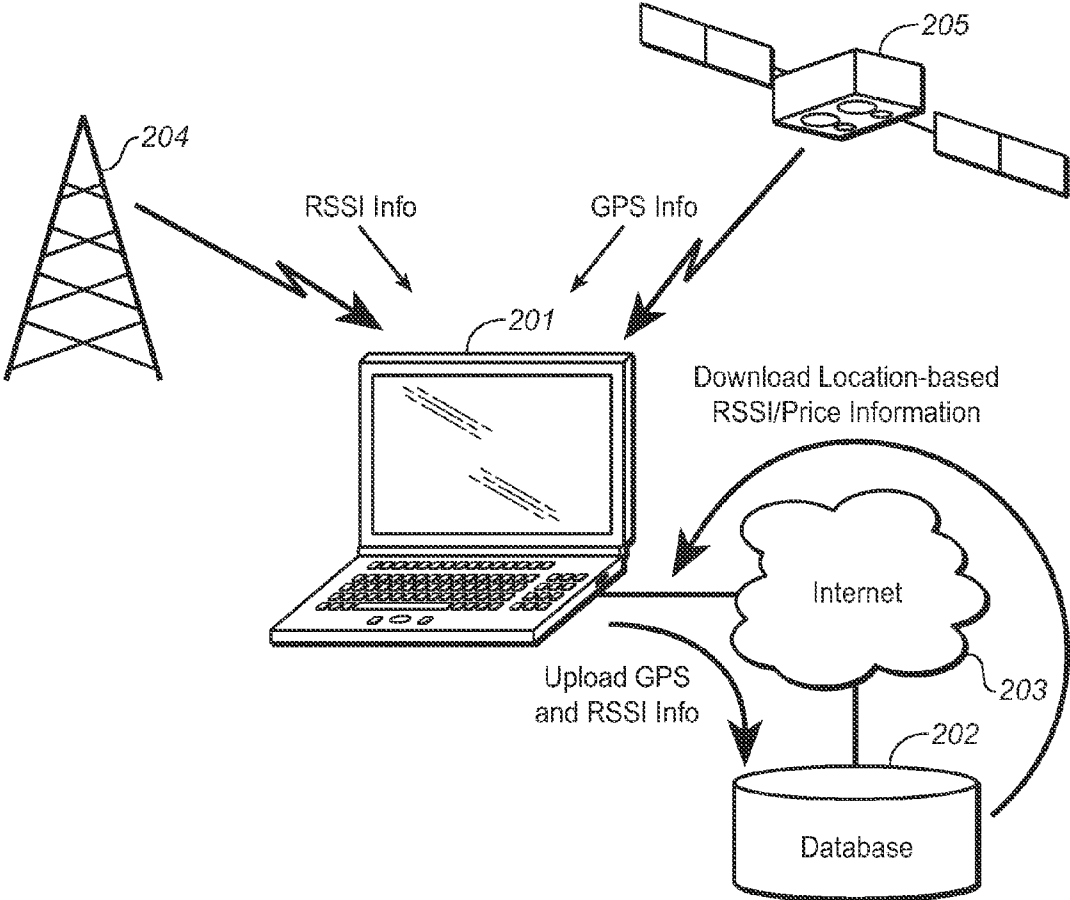 205
204
RSSI Info
GPS Info
201
Download Location-based
RSSI/Price Information
Internet
Upload GPS
and RSSI Info
203
202
Database